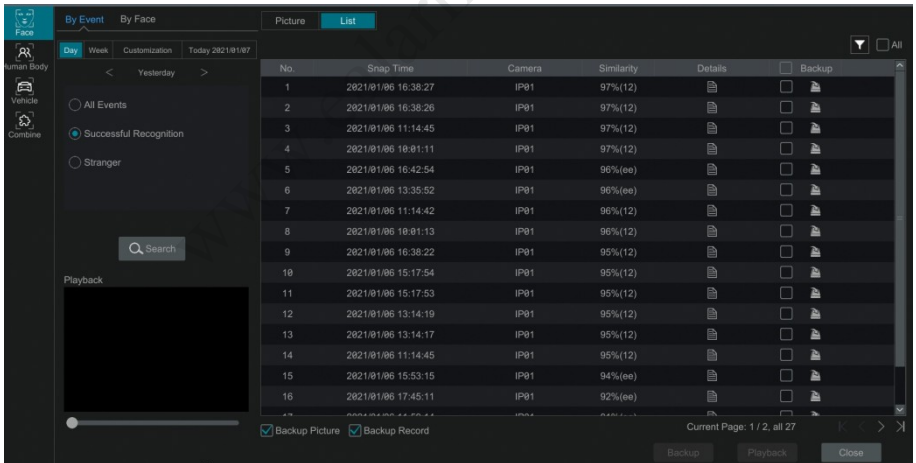 Face
Human Body
Vehicle
Combine
By Event By Face
Day Week Customization Today 2021/01/07
< Yesterday >
All Events
Successful Recognition
Stranger
Search
Playback
Picture List
All
No. Snap Time Camera Similarity Details Backup
1 2021/01/06 16:38:27 IP01 97%(12)
2 2021/01/06 16:38:26 IP01 97%(12)
3 2021/01/06 11:14:45 IP01 97%(12)
4 2021/01/06 10:01:11 IP01 97%(12)
5 2021/01/06 16:42:54 IP01 96%(ee)
6 2021/01/06 13:35:52 IP01 96%(ee)
7 2021/01/06 11:14:42 IP01 96%(12)
8 2021/01/06 10:01:13 IP01 96%(12)
9 2021/01/06 16:38:22 IP01 95%(12)
10 2021/01/06 15:17:54 IP01 95%(12)
11 2021/01/06 15:17:53 IP01 95%(12)
12 2021/01/06 13:14:19 IP01 95%(12)
13 2021/01/06 13:14:17 IP01 95%(12)
14 2021/01/06 11:14:45 IP01 95%(12)
15 2021/01/06 15:53:15 IP01 94%(ee)
16 2021/01/06 17:45:11 IP01 92%(ee)
Backup Picture Backup Record
Current Page: 1 / 2, all 27
Backup Playback Close